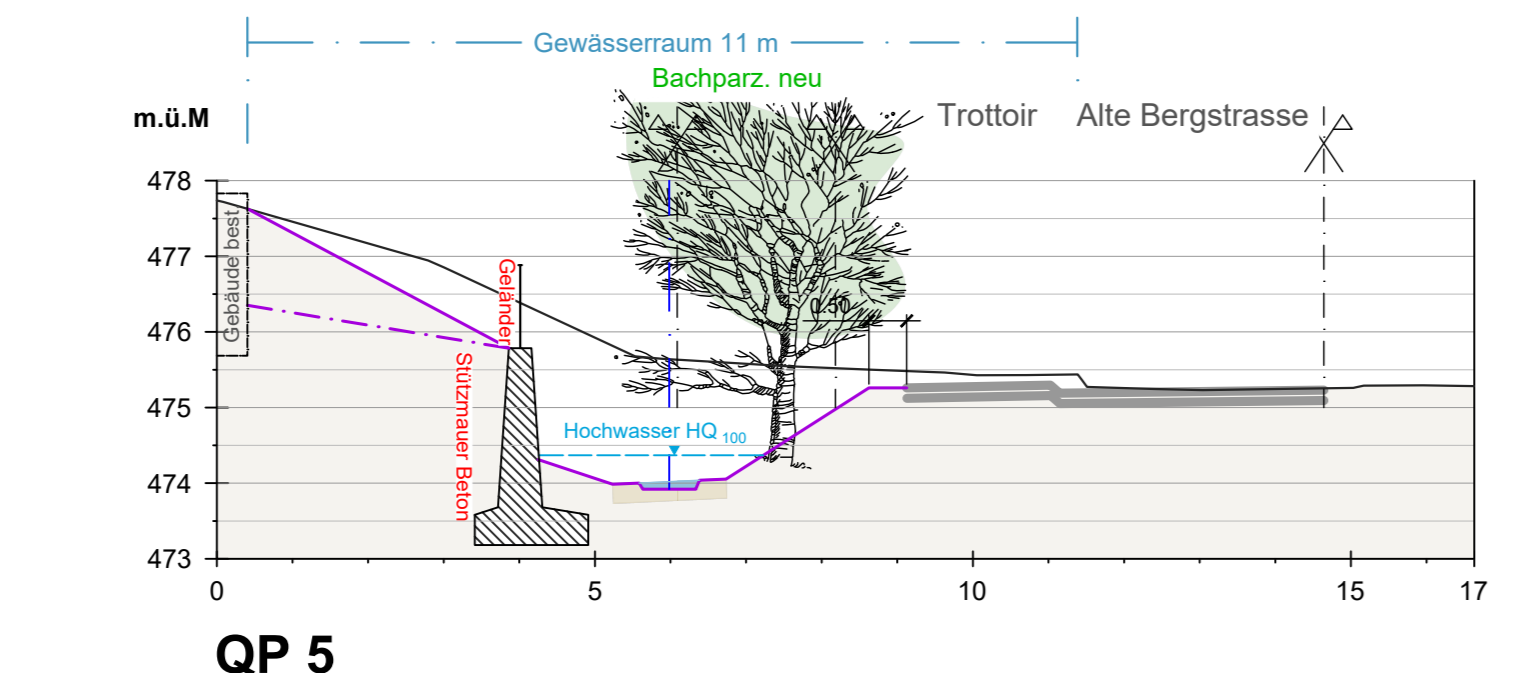 Gewässerraum 11 m
Bachparz. neu
m.ü.M
Trottoir
Alte Bergstrasse
478
477
476
475
474
473
Gebäude best
Geländer
Stützmauer Beton
0.50
Hochwasser HQ 100
0
5
10
15
17
QP 5